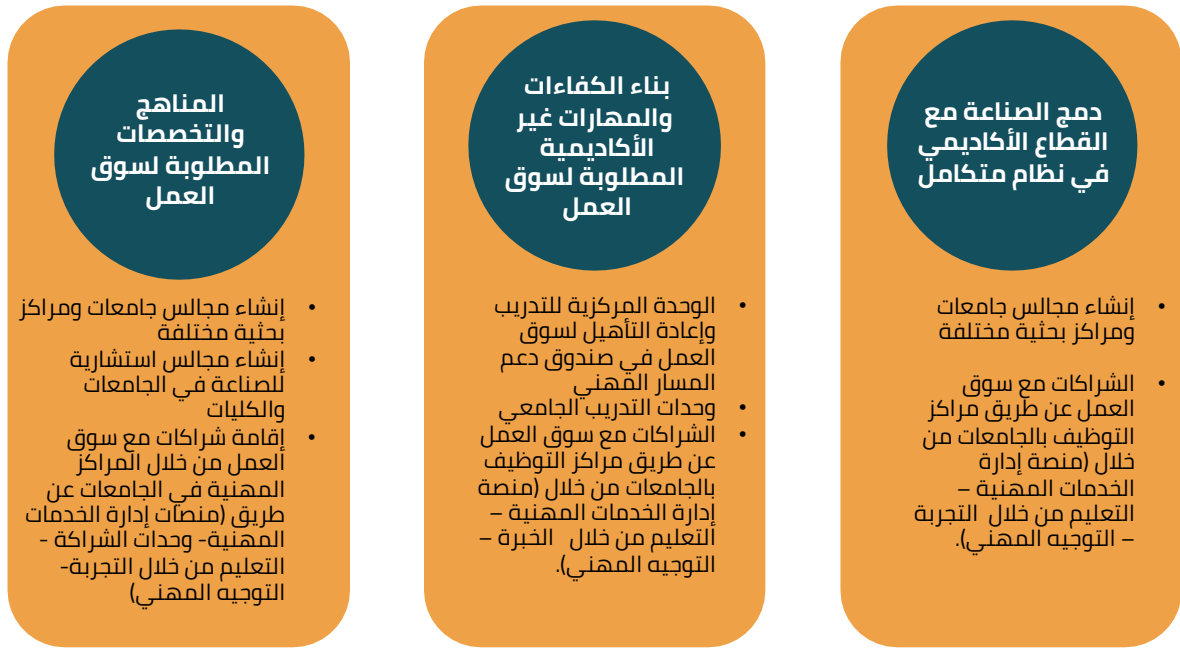 دمج الصناعة مع
القطاع الأكاديمي
في نظام متكامل
• إنشاء مجالس جامعات
ومراكز بحثية مختلفة
• الشراكات مع سوق
العمل عن طريق مراكز
التوظيف بالجامعات من
خلال (منصة إدارة
الخدمات المهنية –
التعليم من خلال التجربة
– التوجيه المهني).
بناء الكفاءات
والمهارات غير
الأكاديمية
المطلوبة لسوق
العمل
• الوحدة المركزية للتدريب
وإعادة التأهيل لسوق
العمل في صندوق دعم
المسار المهني
• وحدات التدريب الجامعي
• الشراكات مع سوق العمل
عن طريق مراكز التوظيف
بالجامعات من خلال (منصة
إدارة الخدمات المهنية –
التعليم من خلال الخبرة –
التوجيه المهني).
المناهج
والتخصصات
المطلوبة لسوق
العمل
• إنشاء مجالس جامعات ومراكز
بحثية مختلفة
• إنشاء مجالس استشارية
للصناعة في الجامعات
والكليات
• إقامة شراكات مع سوق
العمل من خلال المراكز
المهنية في الجامعات عن
طريق (منصات إدارة الخدمات
المهنية- وحدات الشراكة -
التعليم من خلال التجربة-
التوجيه المهني)